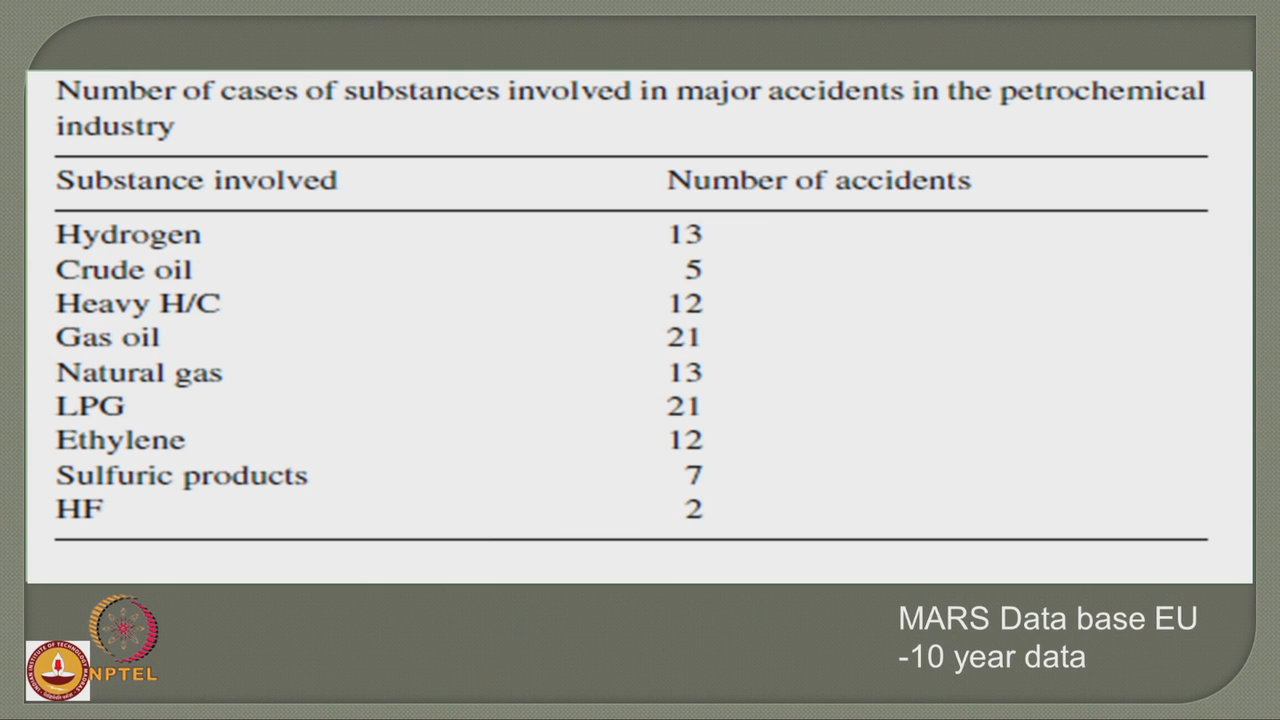 Number of cases of substances involved in major accidents in the petrochemical
industry
Substance involved Number of accidents
Hydrogen 13
Crude oil 5
Heavy H/C 12
Gas oil 21
Natural gas 13
LPG 21
Ethylene 12
Sulfuric products 7
HF 2
MARS Data base EU
-10 year data
NPTEL